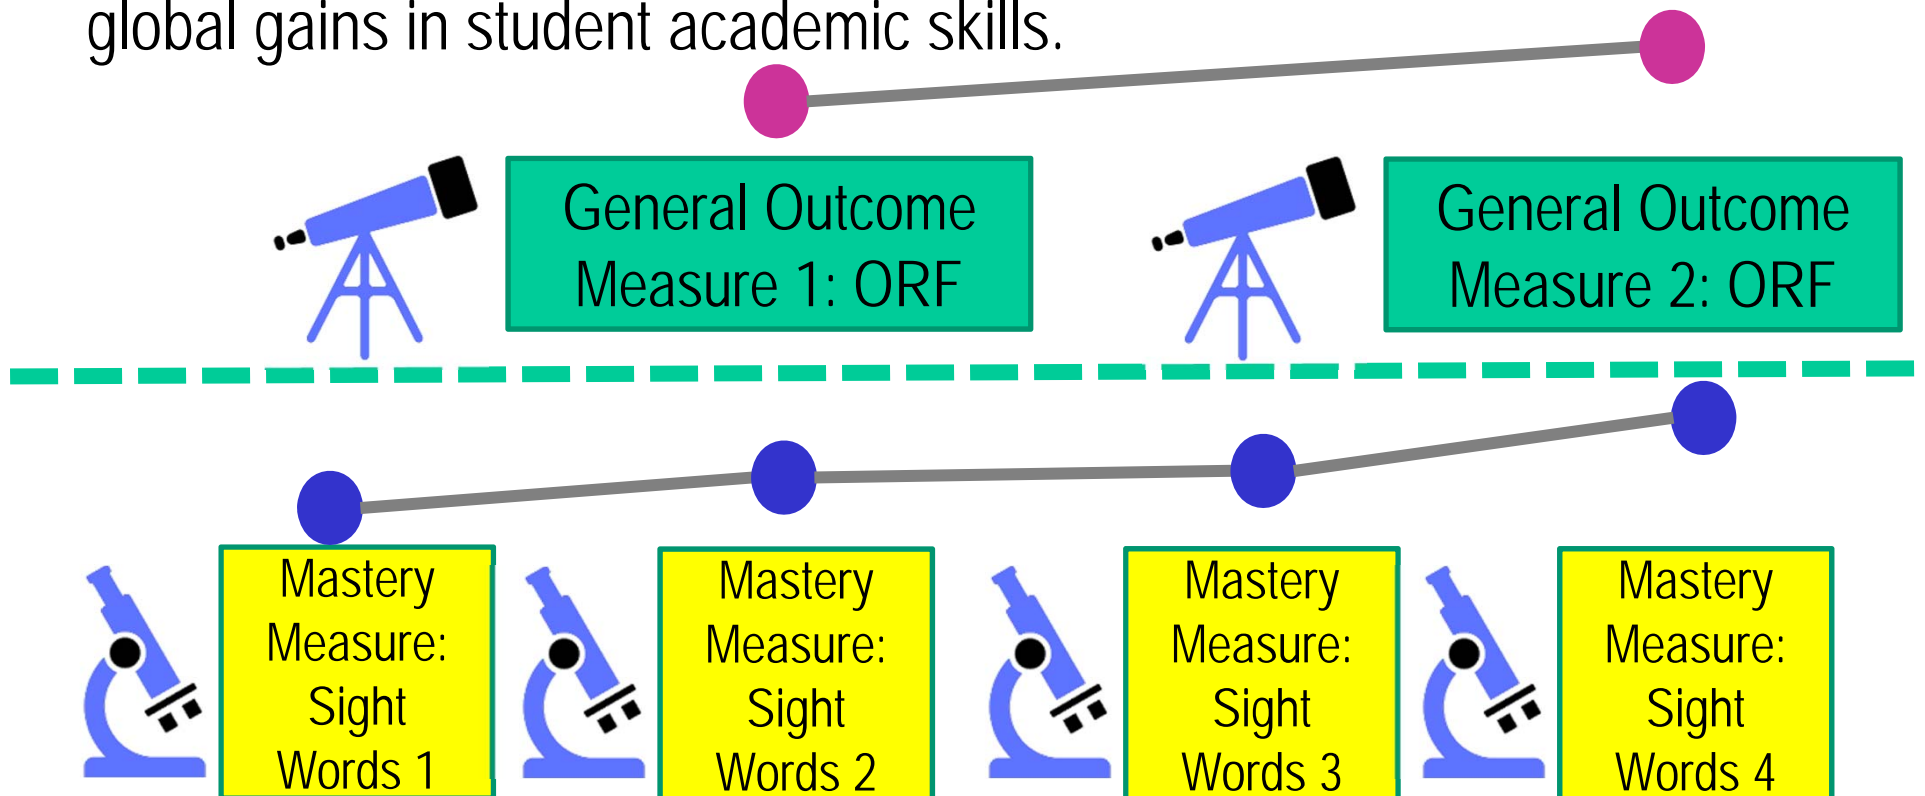 global gains in student academic skills.
General Outcome
Measure 1: ORF
General Outcome
Measure 2: ORF
Mastery
Measure:
Sight
Words 1
Mastery
Measure:
Sight
Words 2
Mastery
Measure:
Sight
Words 3
Mastery
Measure:
Sight
Words 4